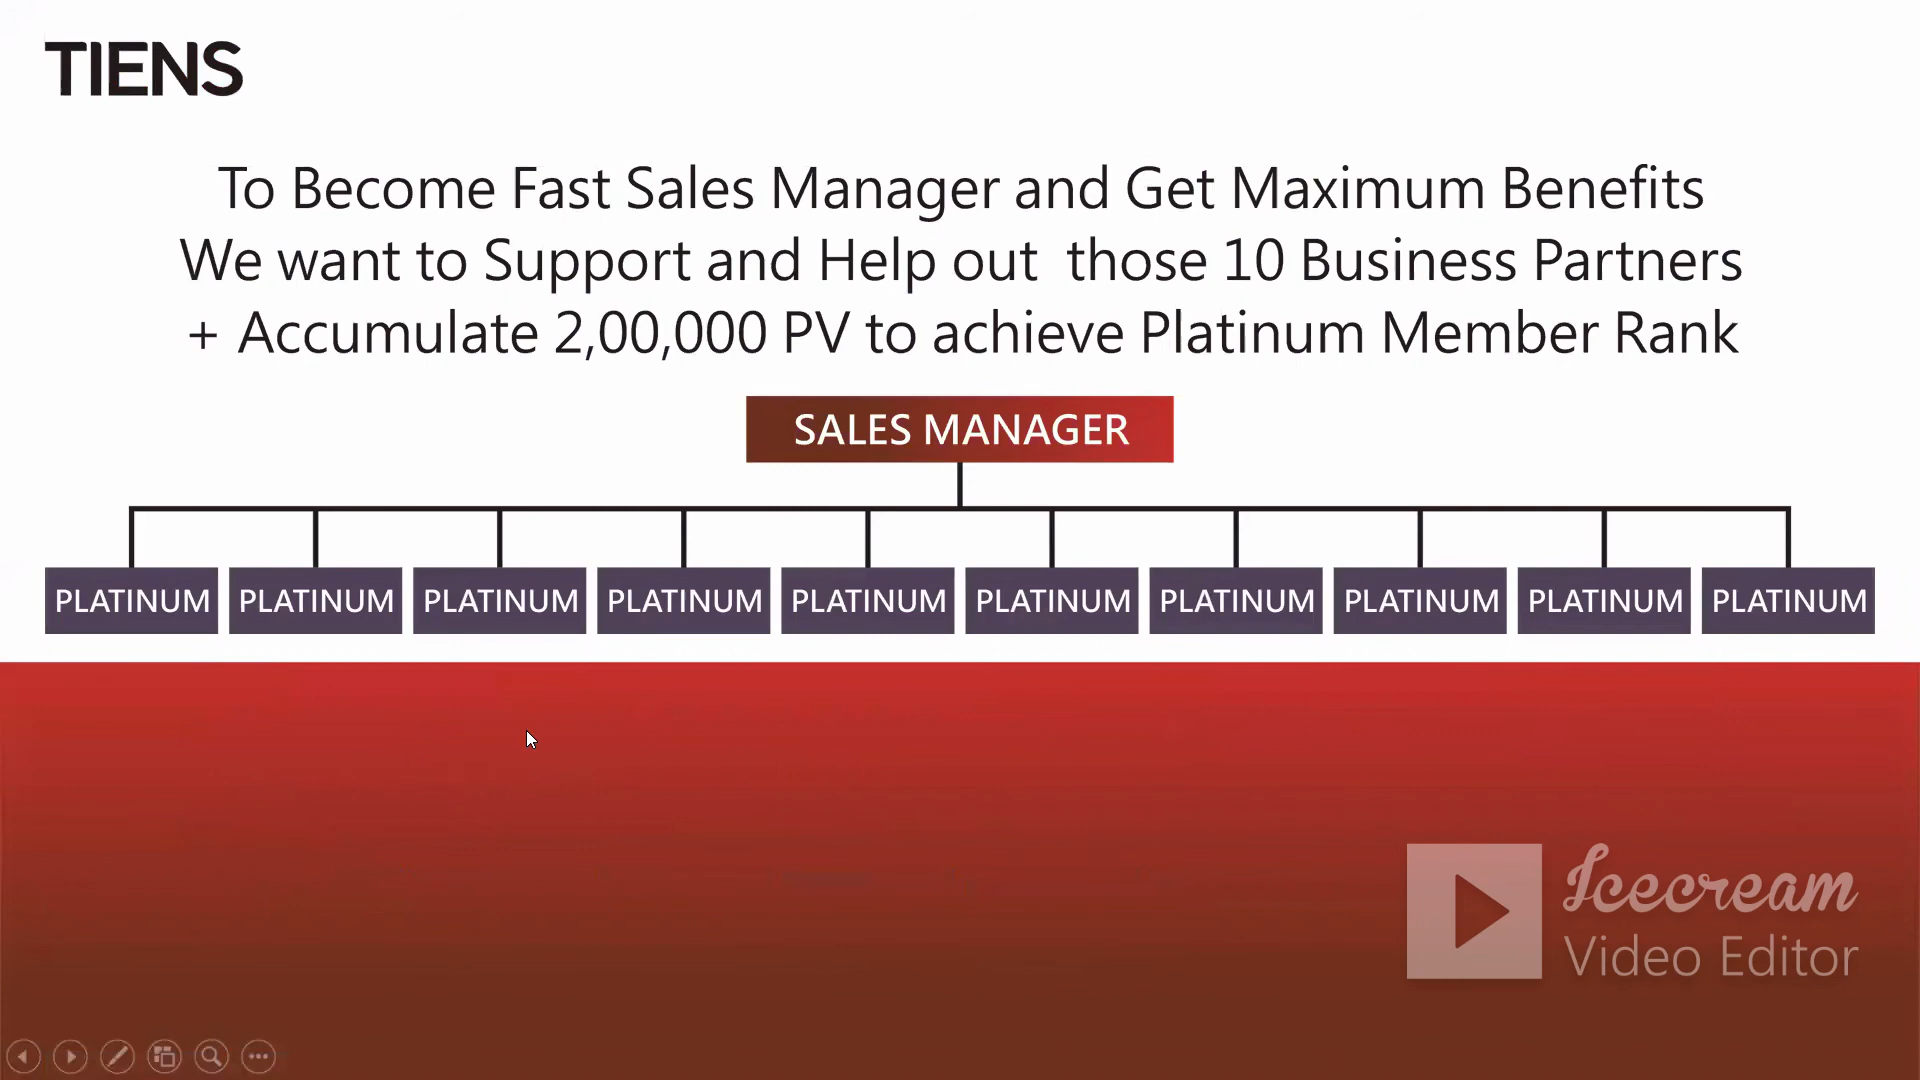 TIENS
To Become Fast Sales Manager and Get Maximum Benefits
We want to Support and Help out those 10 Business Partners
+ Accumulate 2,00,000 PV to achieve Platinum Member Rank
SALES MANAGER
PLATINUM PLATINUM PLATINUM PLATINUM PLATINUM PLATINUM PLATINUM PLATINUM PLATINUM PLATINUM
Icecream
Video Editor